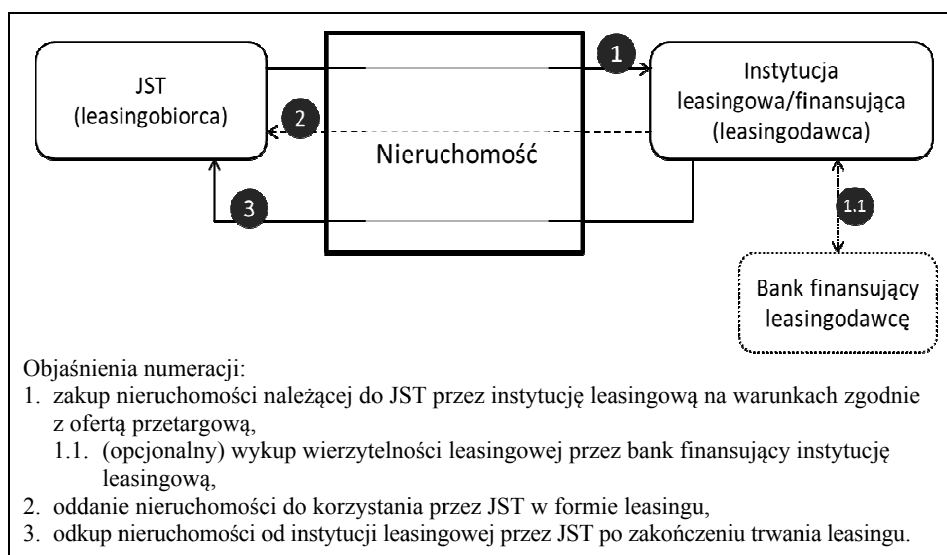 JST
(leasingobiorca)
1
Instytucja
leasingowa/finansująca
(leasingodawca)
2
Nieruchomość
3
1.1
Bank finansujący
leasingodawcę
Objaśnienia numeracji:
1. zakup nieruchomości należącej do JST przez instytucję leasingową na warunkach zgodnie
z ofertą przetargową,
1.1. (opcjonalny) wykup wierzytelności leasingowej przez bank finansujący instytucję
leasingową,
2. oddanie nieruchomości do korzystania przez JST w formie leasingu,
3. odkup nieruchomości od instytucji leasingowej przez JST po zakończeniu trwania leasingu.